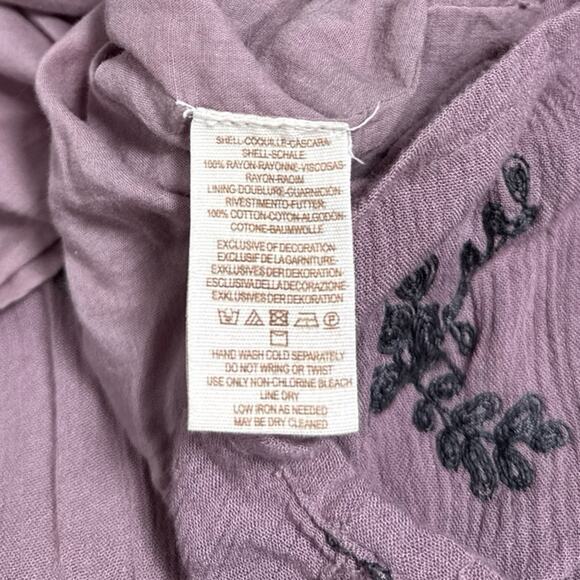 SHELL-COQUILLE-CASCARA-
SHELL-SCHALE:
100% RAYON-RAYONNE-VISCOSAS-
RAYON-RADIM
LINING-DOUBLURE-GUARNICIÓN-
RIVESTIMENTO-FUTTER:
100% COTTON-COTON-ALGODÓN-
COTONE-BAUMWOLLE
EXCLUSIVE OF DECORATION
EXCLUSIF DE LA GARNITURE
EXKLUSIVES DER DEKORATION
ESCLUSIVA DELLA DECORAZIONE
EXKLUSIVES DER DEKORATION
HAND WASH COLD SEPARATELY
DO NOT WRING OR TWIST
USE ONLY NON-CHLORINE BLEACH
LINE DRY
LOW IRON AS NEEDED
MAY BE DRY CLEANED